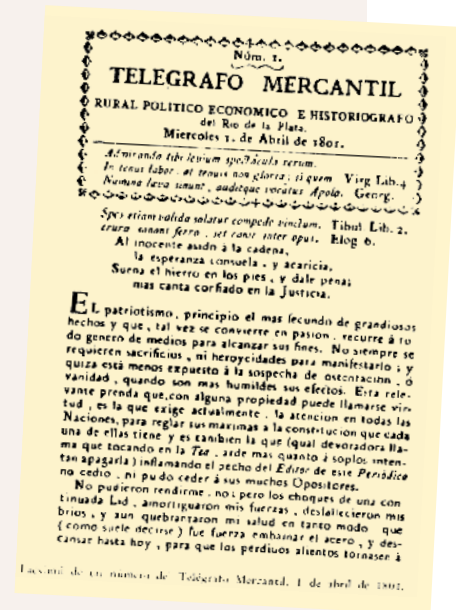 Núm. 1.
TELEGRAFO MERCANTIL
RURAL POLITICO ECONOMICO E HISTORIOGRAFO
del Rio de la Plata.
Miercoles 1. de Abril de 1801.
Admiranda tibi levium spectacula rerum.
In tenui labor, at tenuis non gloria; si quem Virg Lib. 4
Numina læva sinunt, auditque vocatus Apolo. Georg.
Spes etiam valida solatur compede vinctum. Tibul Lib. 2.
crura sonant ferro, set canit inter opus. Eleg 6.
Al inocente asido à la cadena,
la esperanza consuela, y acaricia,
Suena el hierro en los pies, y dale pena;
mas canta confiado en la Justicia.
EL patriotismo, principio el mas fecundo de grandiosos
hechos y que, tal vez se convierte en pasion, recurre á to
do genero de medios para alcanzar sus fines. No siempre se
requieren sacrificios, ni heroycidades para manifestarlo; y
quiza está menos expuesto à la sospecha de ostentacion, ó
vanidad, quando son mas humildes sus efectos. Esta rele-
vante prenda que con alguna propiedad puede llamarse vir-
tud, es la que exige actualmente, la atencion en todas las
Naciones, para reglar sus maximas a la constitucion que cada
una de ellas tiene y es tambien la que (qual devoradora lla-
ma que tocando en la Tea, arde mas quanto à soplos inten-
tan apagarla) inflamando el pecho del Editor de este Periódico
no cedio, ni pudo ceder à sus muchos Opositores.
No pudieron rendirme, no; pero los choques de una con
tinuada Lid, amortiguaron mis fuerzas, desfallecieron mis
brios, y aun quebrantaron mi salud en tanto modo que
(como suele decirse) fue fuerza embainar el acero, y des-
cansar hasta hoy, para que los perdidos alientos tornasen à
Facsímil de un número del Telégrafo Mercantil, 1 de abril de 1801.